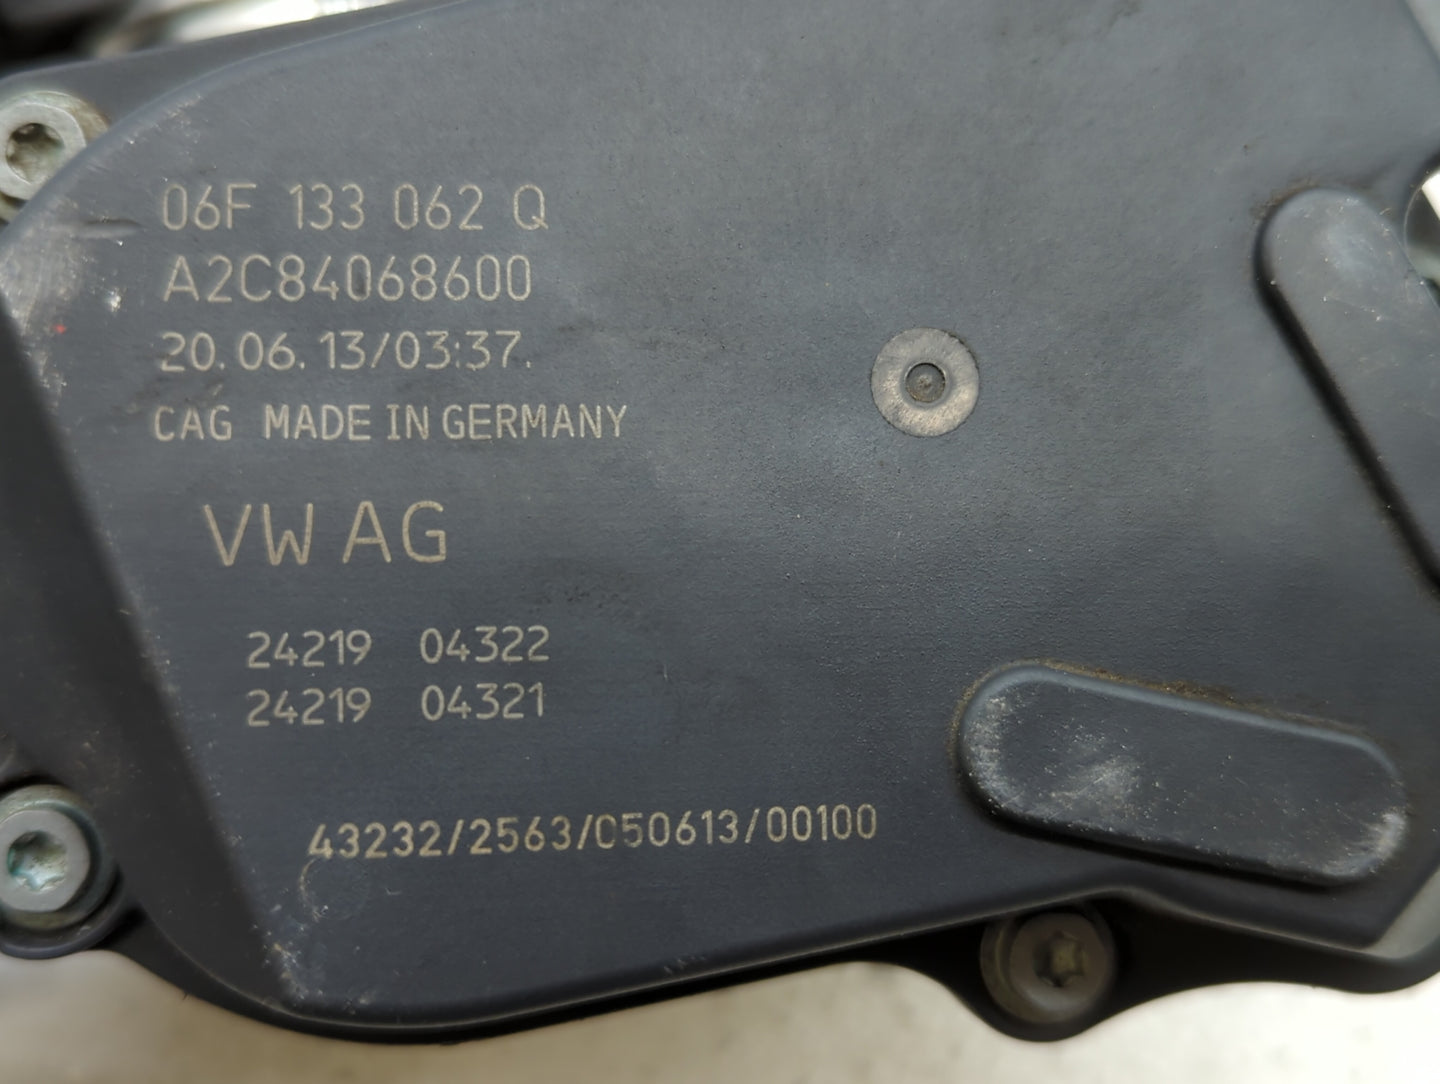 06F 133 062 Q
A2C84068600
20.06.13/03:37.
CAG MADE IN GERMANY
VW AG
24219 04322
24219 04321
43232/2563/050613/00100